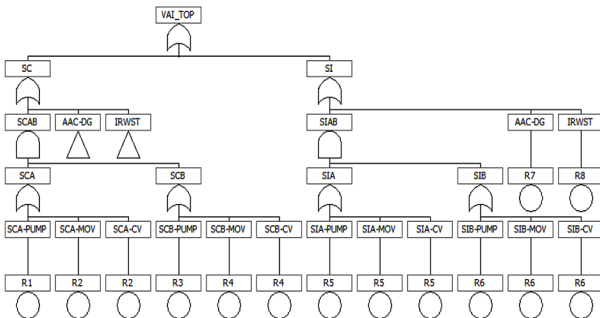 VAI_TOP
SC SI
SCAB AAC-DG IRWST SIAB AAC-DG IRWST
SCA SCB SIA SIB R7 R8
SCA-PUMP SCA-MOV SCA-CV SCB-PUMP SCB-MOV SCB-CV SIA-PUMP SIA-MOV SIA-CV SIB-PUMP SIB-MOV SIB-CV
R1 R2 R2 R3 R4 R4 R5 R5 R5 R6 R6 R6